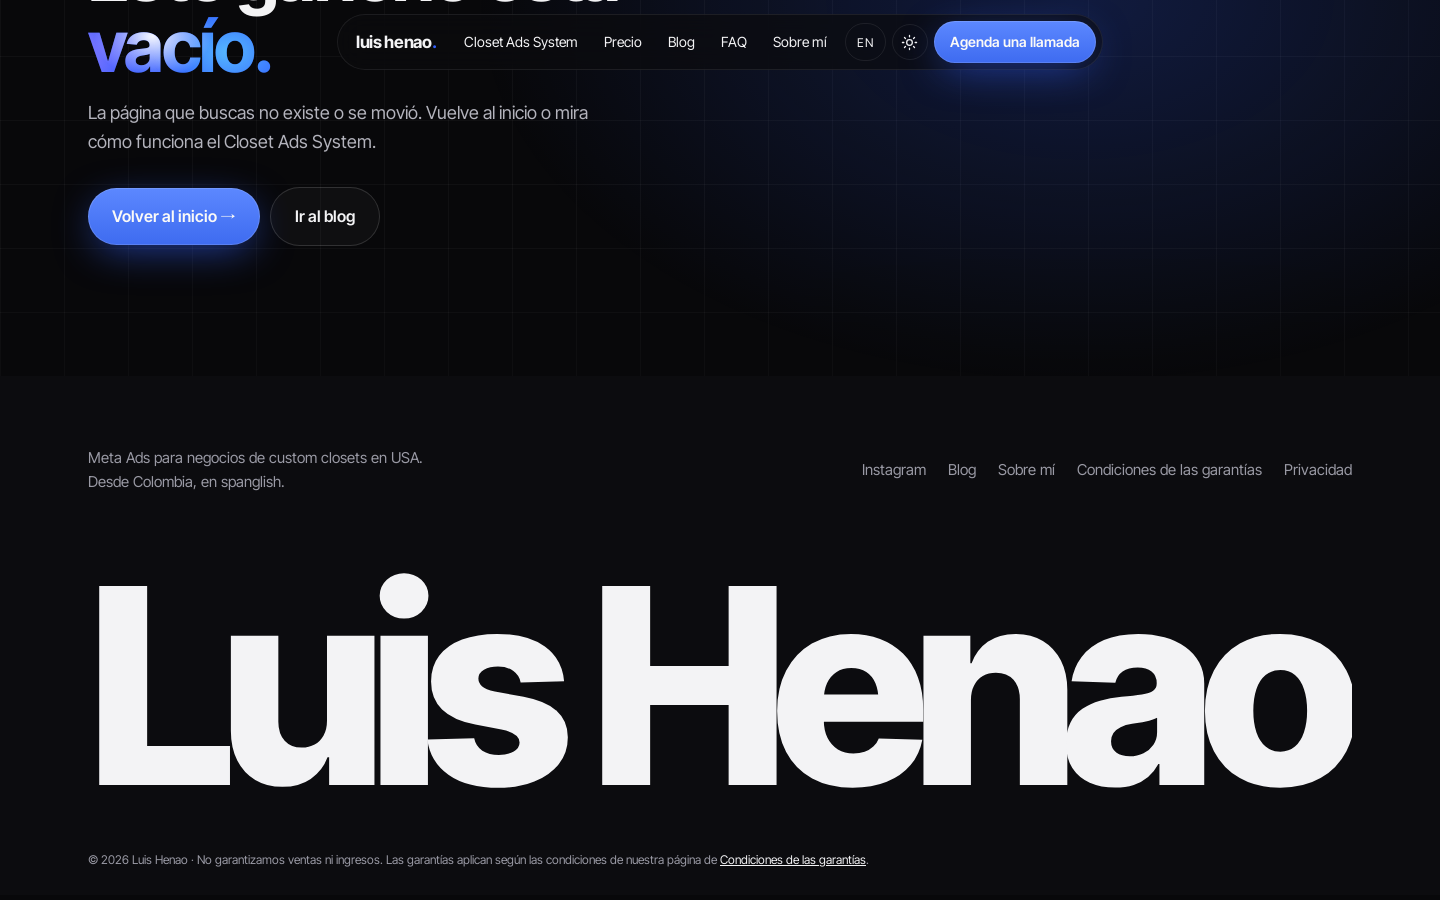 vacío.
luis henao.
Closet Ads System
Precio
Blog
FAQ
Sobre mí
EN
Agenda una llamada
La página que buscas no existe o se movió. Vuelve al inicio o mira
cómo funciona el Closet Ads System.
Volver al inicio →
Ir al blog
Meta Ads para negocios de custom closets en USA.
Desde Colombia, en spanglish.
Instagram
Blog
Sobre mí
Condiciones de las garantías
Privacidad
Luis Henao
© 2026 Luis Henao · No garantizamos ventas ni ingresos. Las garantías aplican según las condiciones de nuestra página de Condiciones de las garantías.